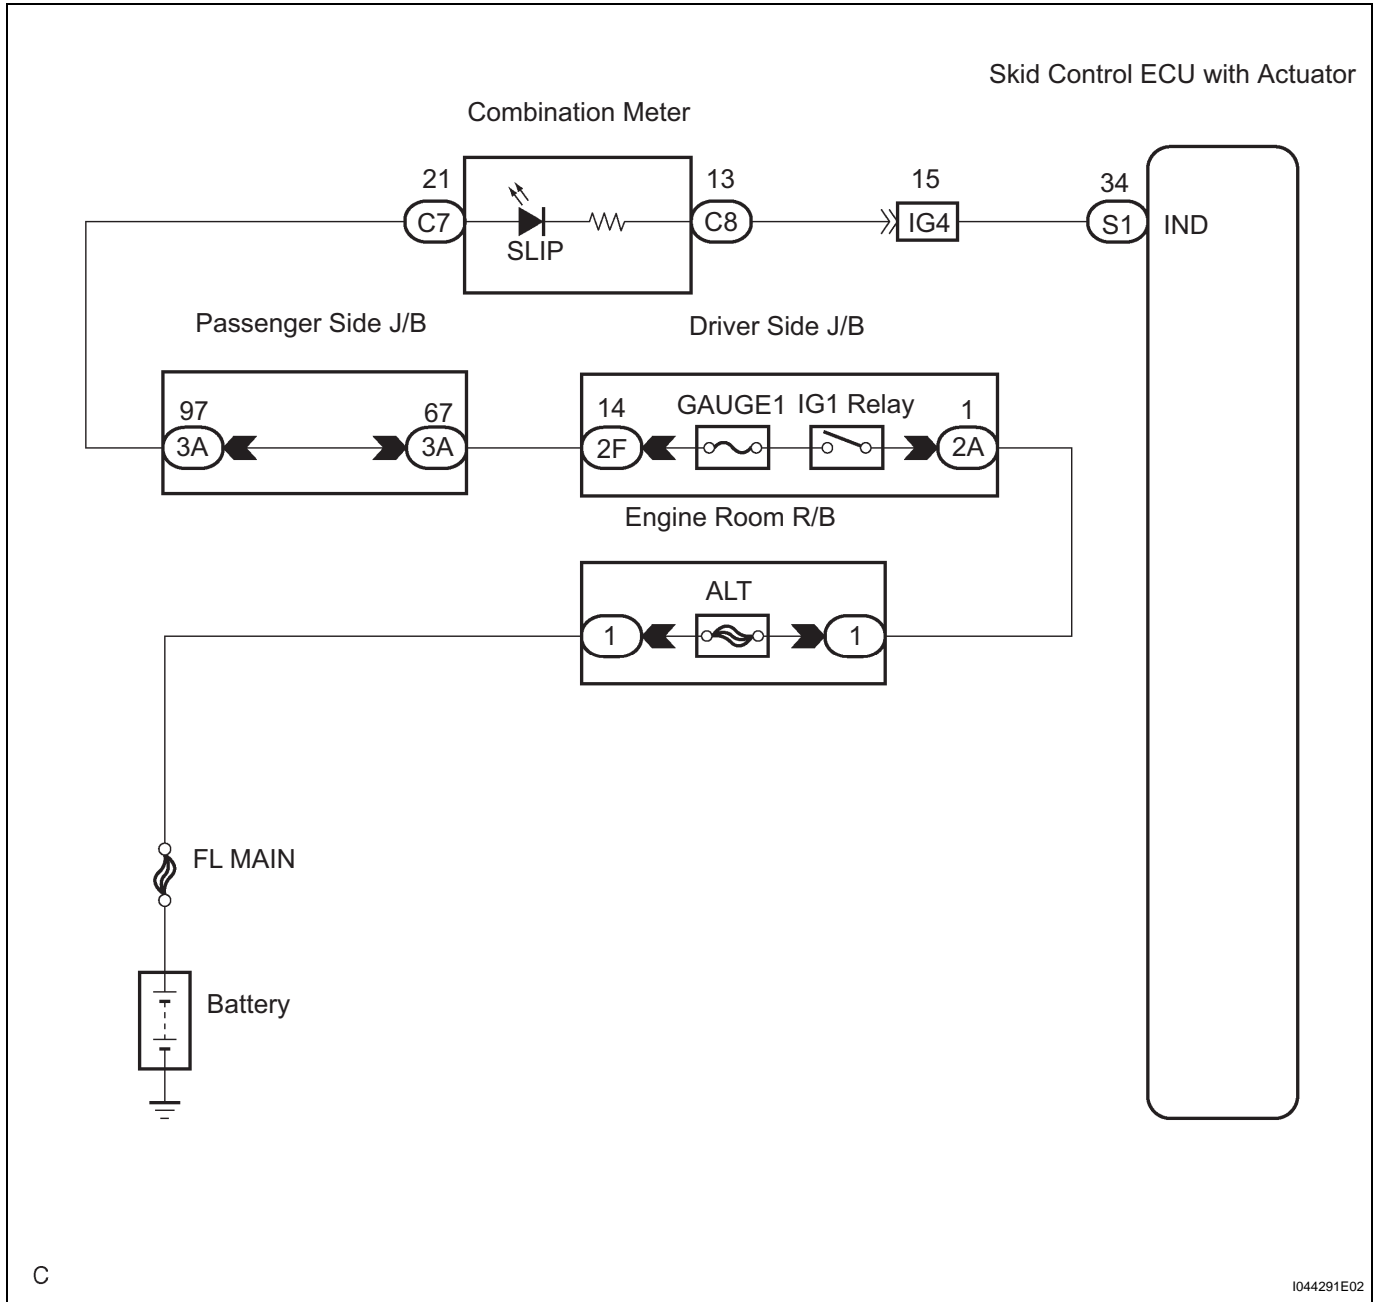 Skid Control ECU with Actuator
Combination Meter
21
13
15
34
C7
SLIP
C8
IG4
S1
IND
Passenger Side J/B
Driver Side J/B
97
67
14
GAUGE1
IG1 Relay
1
3A
3A
2F
2A
Engine Room R/B
ALT
1
1
FL MAIN
Battery
C
I044291E02